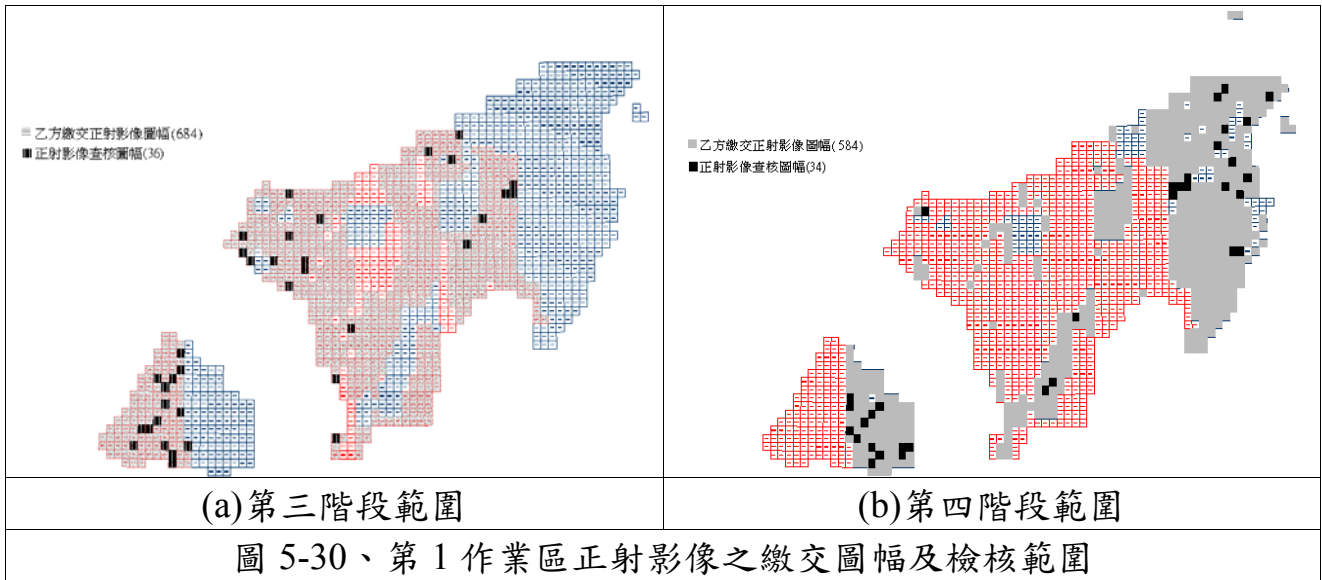 乙方繳交正射影像圖幅(684)
正射影像查核圖幅(36)
乙方繳交正射影像圖幅(584)
正射影像查核圖幅(34)
(a)第三階段範圍
(b)第四階段範圍
圖 5-30、第 1 作業區正射影像之繳交圖幅及檢核範圍